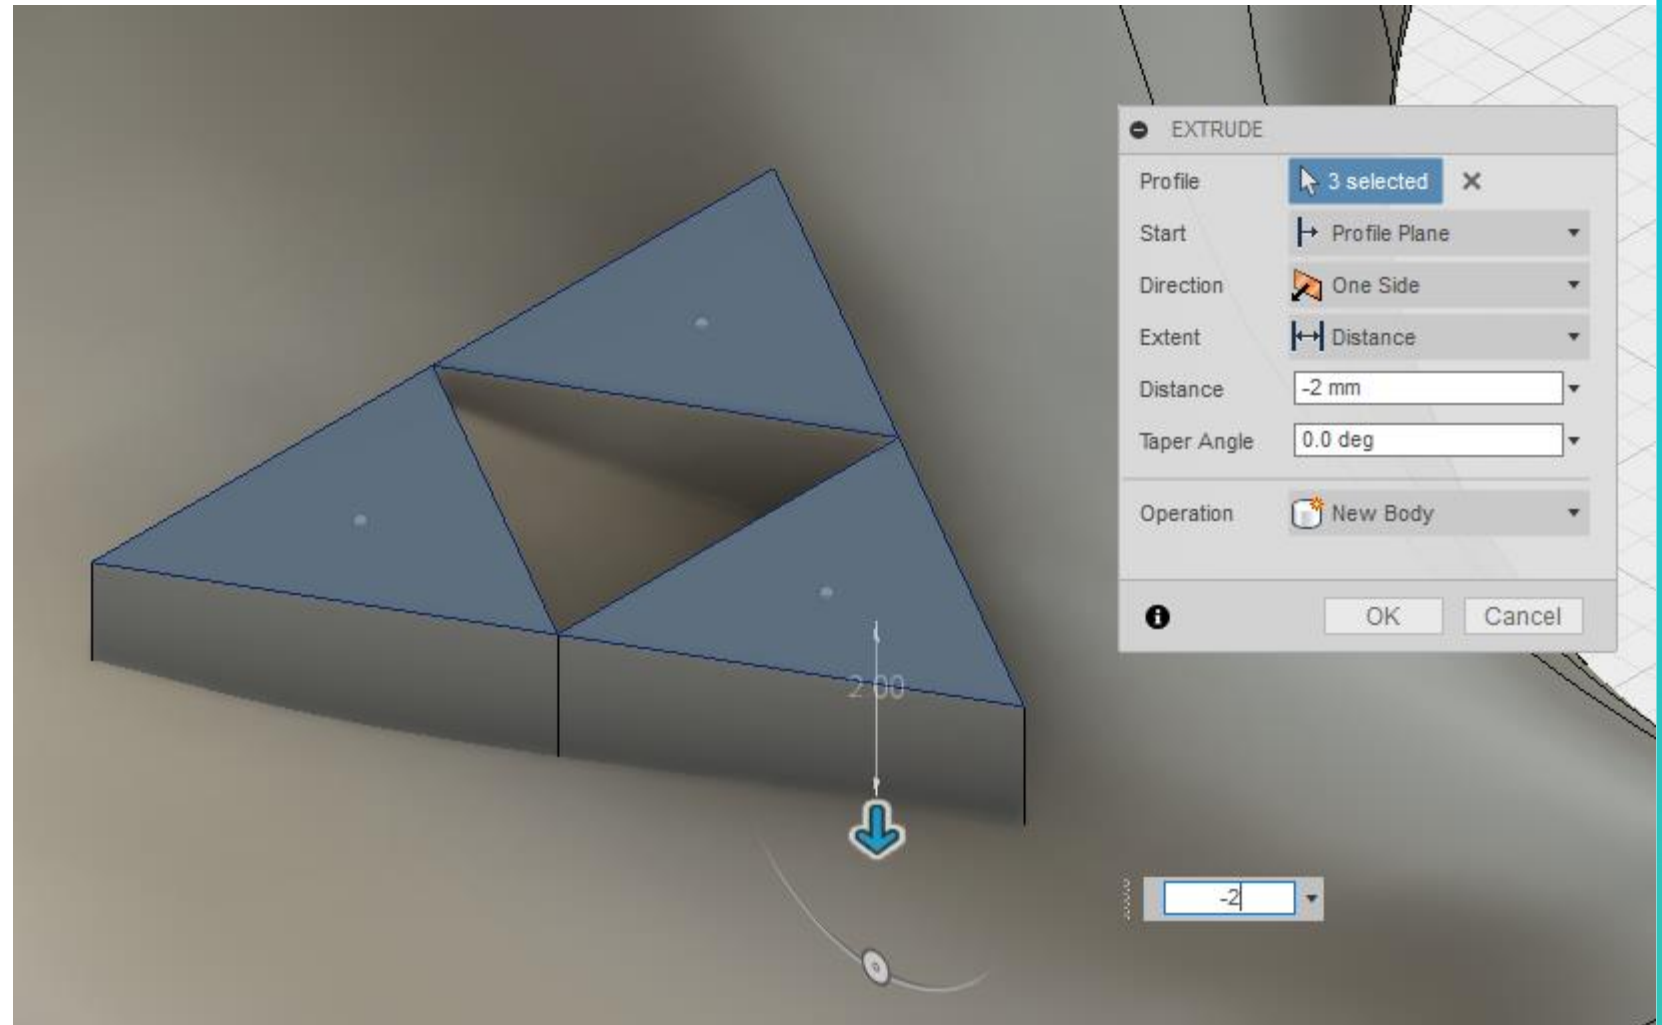 EXTRUDE
Profile 3 selected
Start Profile Plane
Direction One Side
Extent Distance
Distance -2 mm
Taper Angle 0.0 deg
Operation New Body
OK Cancel
2.00
-2